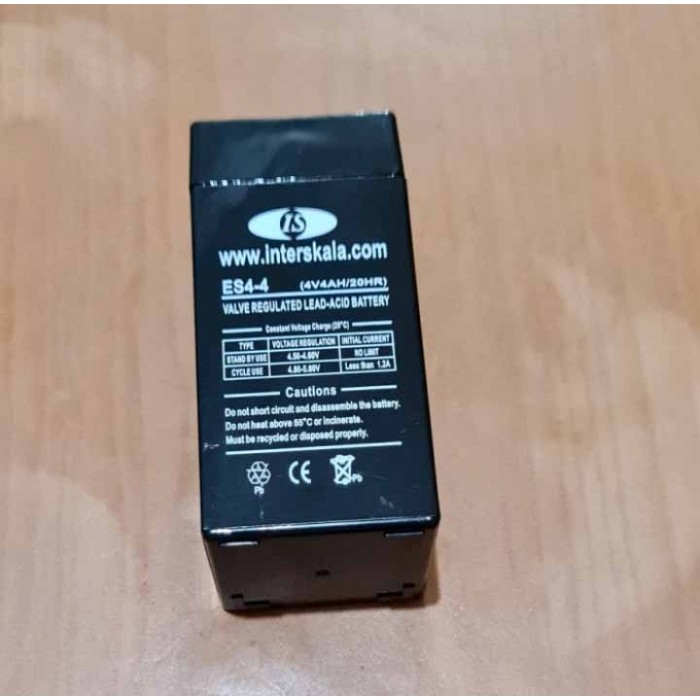 IS
www.interskala.com
ES4-4 (4V4AH/20HR)
VALVE REGULATED LEAD-ACID BATTERY
Constant Voltage Charge (25°C)
TYPE VOLTAGE REGULATION INITIAL CURRENT
STAND BY USE 4.50-4.60V NO LIMIT
CYCLE USE 4.80-5.00V Less than 1.2A
Cautions
Do not short circuit and disassemble the battery.
Do not heat above 55°C or incinerate.
Must be recycled or disposed properly.
Pb CE Pb